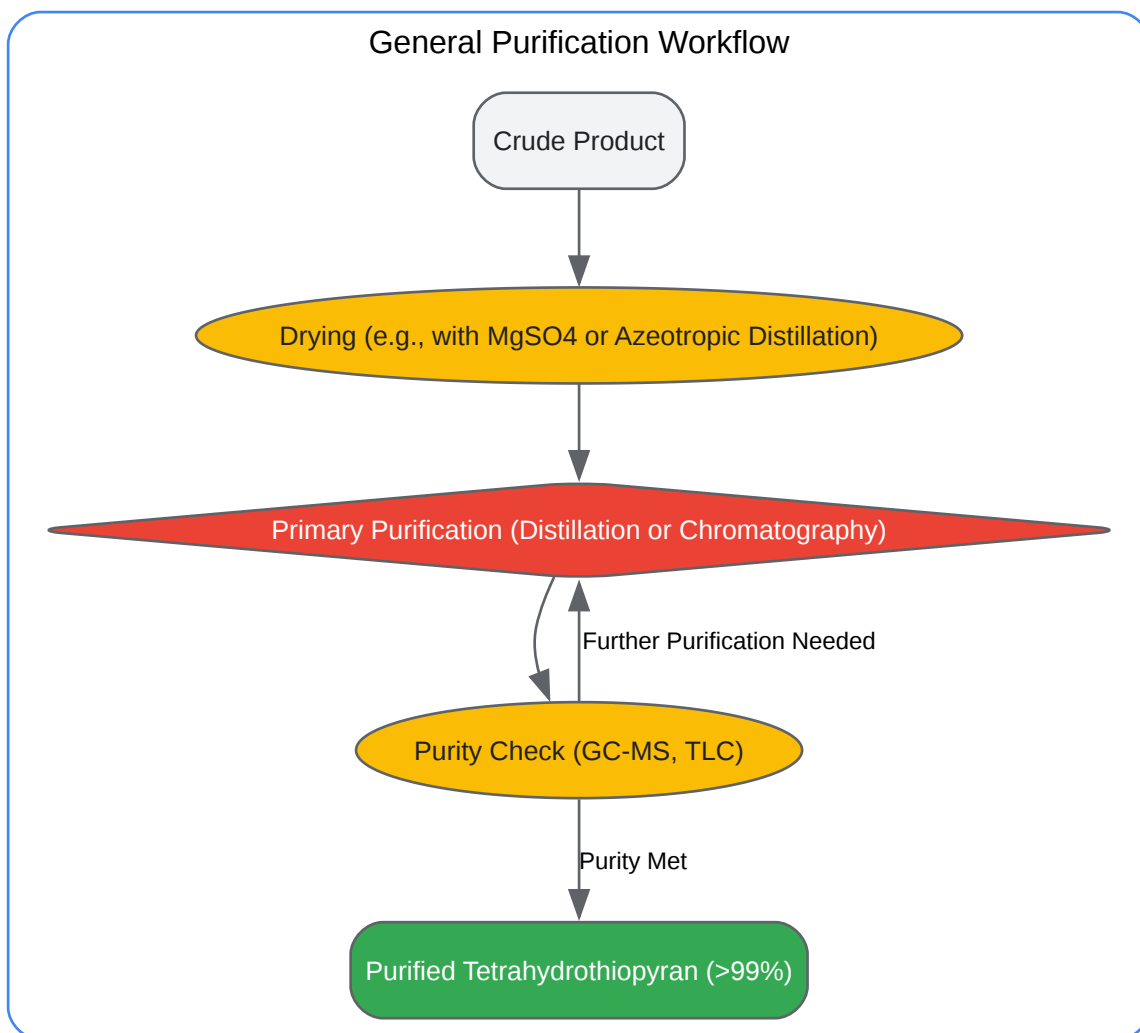 General Purification Workflow
Crude Product
Drying (e.g., with MgSO4 or Azeotropic Distillation)
Primary Purification (Distillation or Chromatography)
Further Purification Needed
Purity Check (GC-MS, TLC)
Purity Met
Purified Tetrahydrothiopyran (>99%)